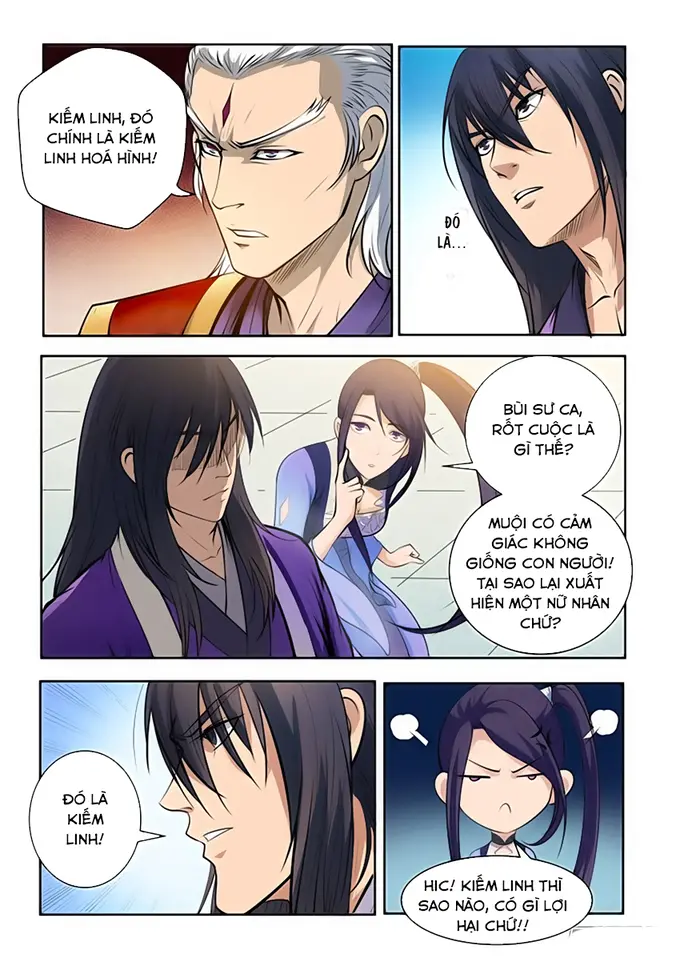 KIẾM LINH, ĐÓ
CHÍNH LÀ KIẾM
LINH HOÁ HÌNH!
ĐÓ
LÀ...
BÙI SƯ CA,
RỐT CUỘC LÀ
GÌ THẾ?
MUỘI CÓ CẢM
GIÁC KHÔNG
GIỐNG CON NGƯỜI!
TẠI SAO LẠI XUẤT
HIỆN MỘT NỮ NHÂN
CHỨ?
ĐÓ LÀ
KIẾM
LINH!
HIC! KIẾM LINH THÌ
SAO NÀO, CÓ GÌ LỢI
HẠI CHỨ!!